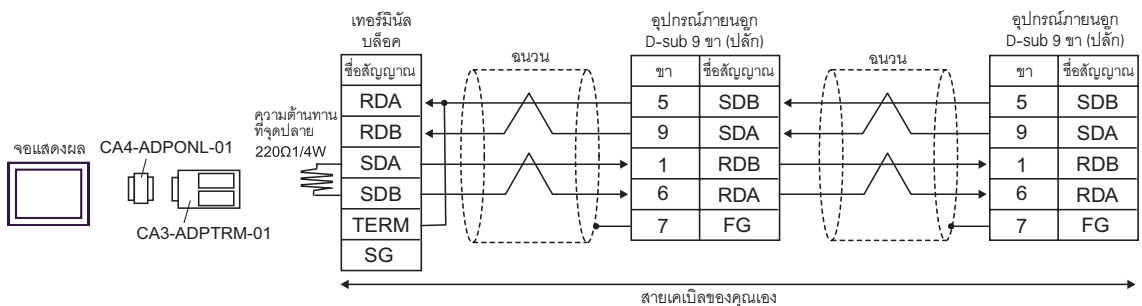 เทอร์มินัล
บล็อค
อุปกรณ์ภายนอก
D-sub 9 ขา (ปลั๊ก)
อุปกรณ์ภายนอก
D-sub 9 ขา (ปลั๊ก)
ชื่อสัญญาณ
ฉนวน
ขา ชื่อสัญญาณ
ฉนวน
ขา ชื่อสัญญาณ
RDA
5 SDB
5 SDB
ความต้านทาน
ที่จุดปลาย
220Ω1/4W
RDB
9 SDA
9 SDA
จอแสดงผล
CA4-ADPONL-01
CA3-ADPTRM-01
SDA
1 RDB
1 RDB
SDB
6 RDA
6 RDA
TERM
7 FG
7 FG
SG
สายเคเบิลของคุณเอง